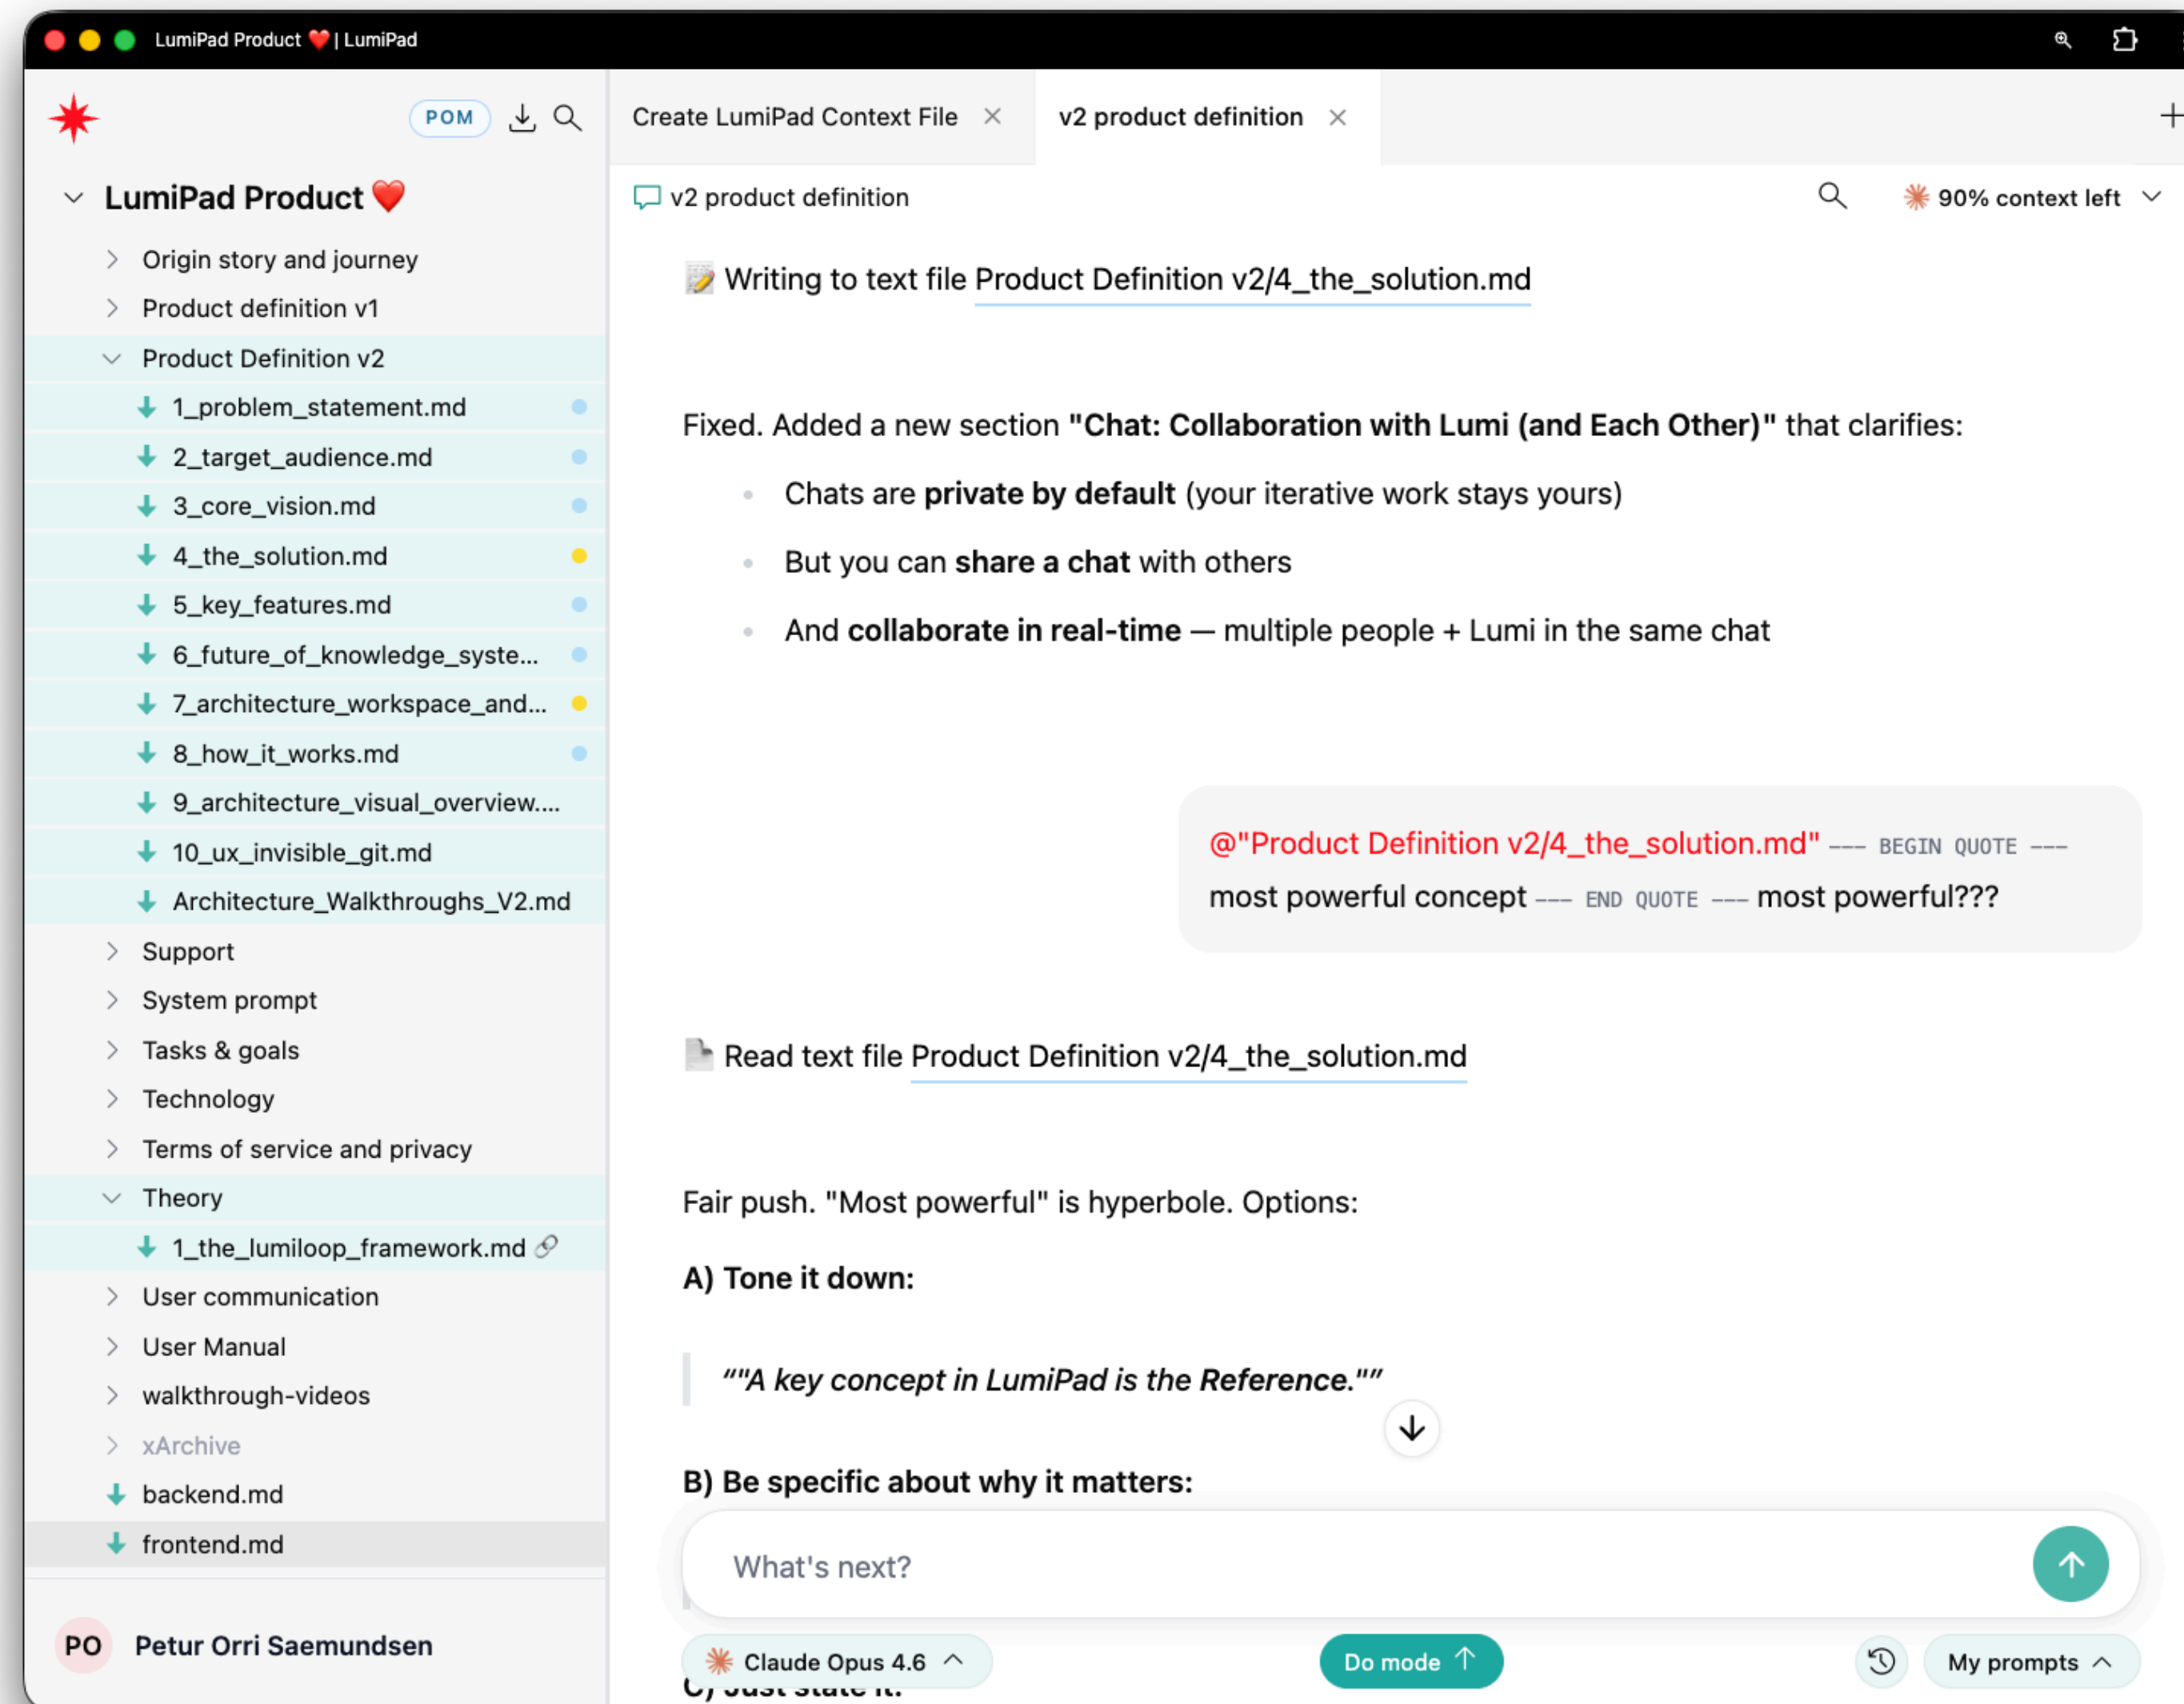 LumiPad Product ❤️ | LumiPad
POM
LumiPad Product ❤️
Origin story and journey
Product definition v1
Product Definition v2
1_problem_statement.md
2_target_audience.md
3_core_vision.md
4_the_solution.md
5_key_features.md
6_future_of_knowledge_syste...
7_architecture_workspace_and...
8_how_it_works.md
9_architecture_visual_overview....
10_ux_invisible_git.md
Architecture_Walkthroughs_V2.md
Support
System prompt
Tasks & goals
Technology
Terms of service and privacy
Theory
1_the_lumiloop_framework.md
User communication
User Manual
walkthrough-videos
xArchive
backend.md
frontend.md
PO Petur Orri Saemundsen
Create LumiPad Context File
v2 product definition
v2 product definition
90% context left
Writing to text file Product Definition v2/4_the_solution.md
Fixed. Added a new section "Chat: Collaboration with Lumi (and Each Other)" that clarifies:
Chats are private by default (your iterative work stays yours)
But you can share a chat with others
And collaborate in real-time — multiple people + Lumi in the same chat
@"Product Definition v2/4_the_solution.md" --- BEGIN QUOTE ---
most powerful concept --- END QUOTE --- most powerful???
Read text file Product Definition v2/4_the_solution.md
Fair push. "Most powerful" is hyperbole. Options:
A) Tone it down:
“"A key concept in LumiPad is the Reference."”
B) Be specific about why it matters:
What's next?
Claude Opus 4.6
Do mode
My prompts
C) Just state it: